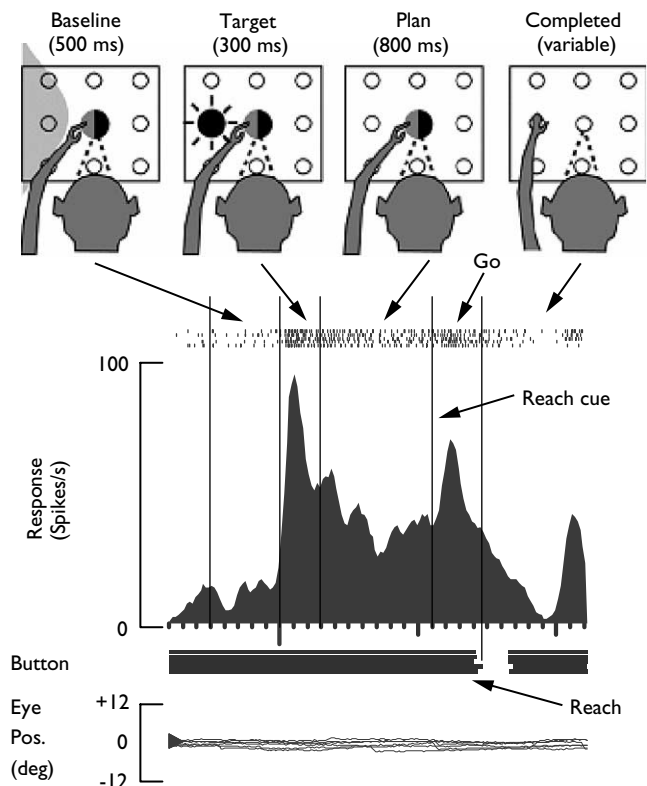 Baseline
(500 ms)
Target
(300 ms)
Plan
(800 ms)
Completed
(variable)
Go
100
Reach cue
Response
(Spikes/s)
0
Button
Reach
Eye
Pos.
(deg)
+12
0
-12